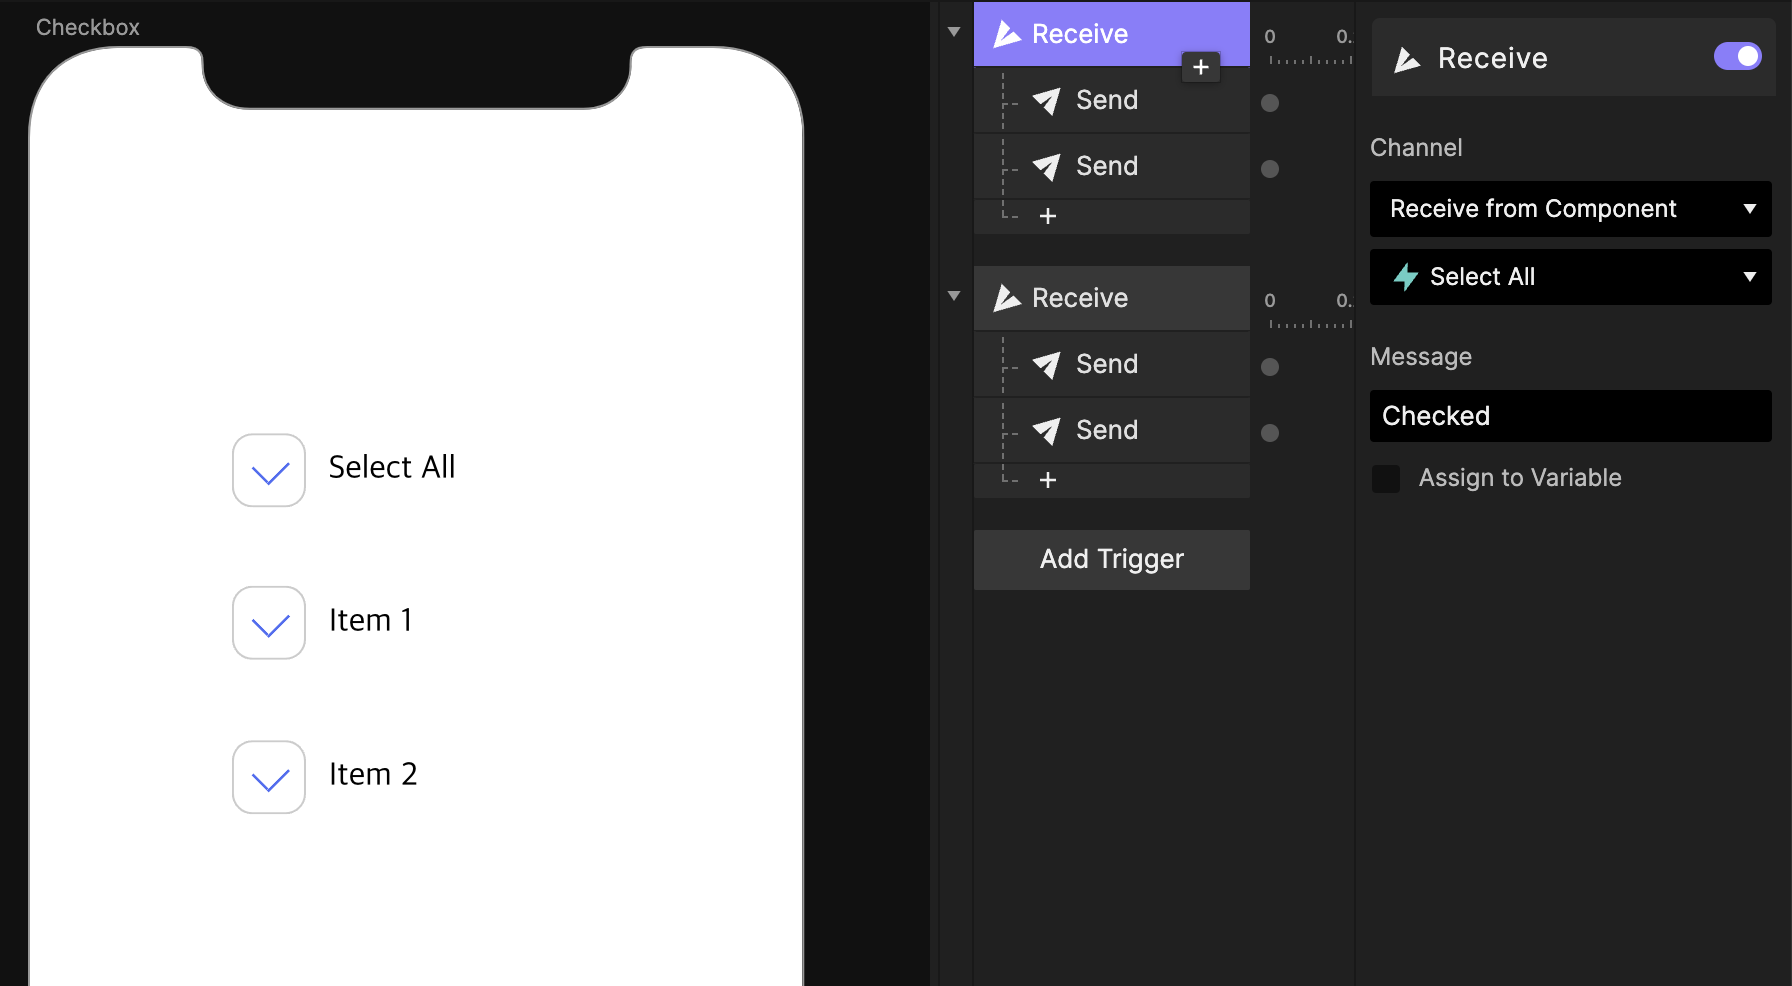 Checkbox
Select All
Item 1
Item 2
Receive
0
0.
+
Send
Send
+
Receive
0
0.
Send
Send
+
Add Trigger
Receive
Channel
Receive from Component
Select All
Message
Checked
Assign to Variable